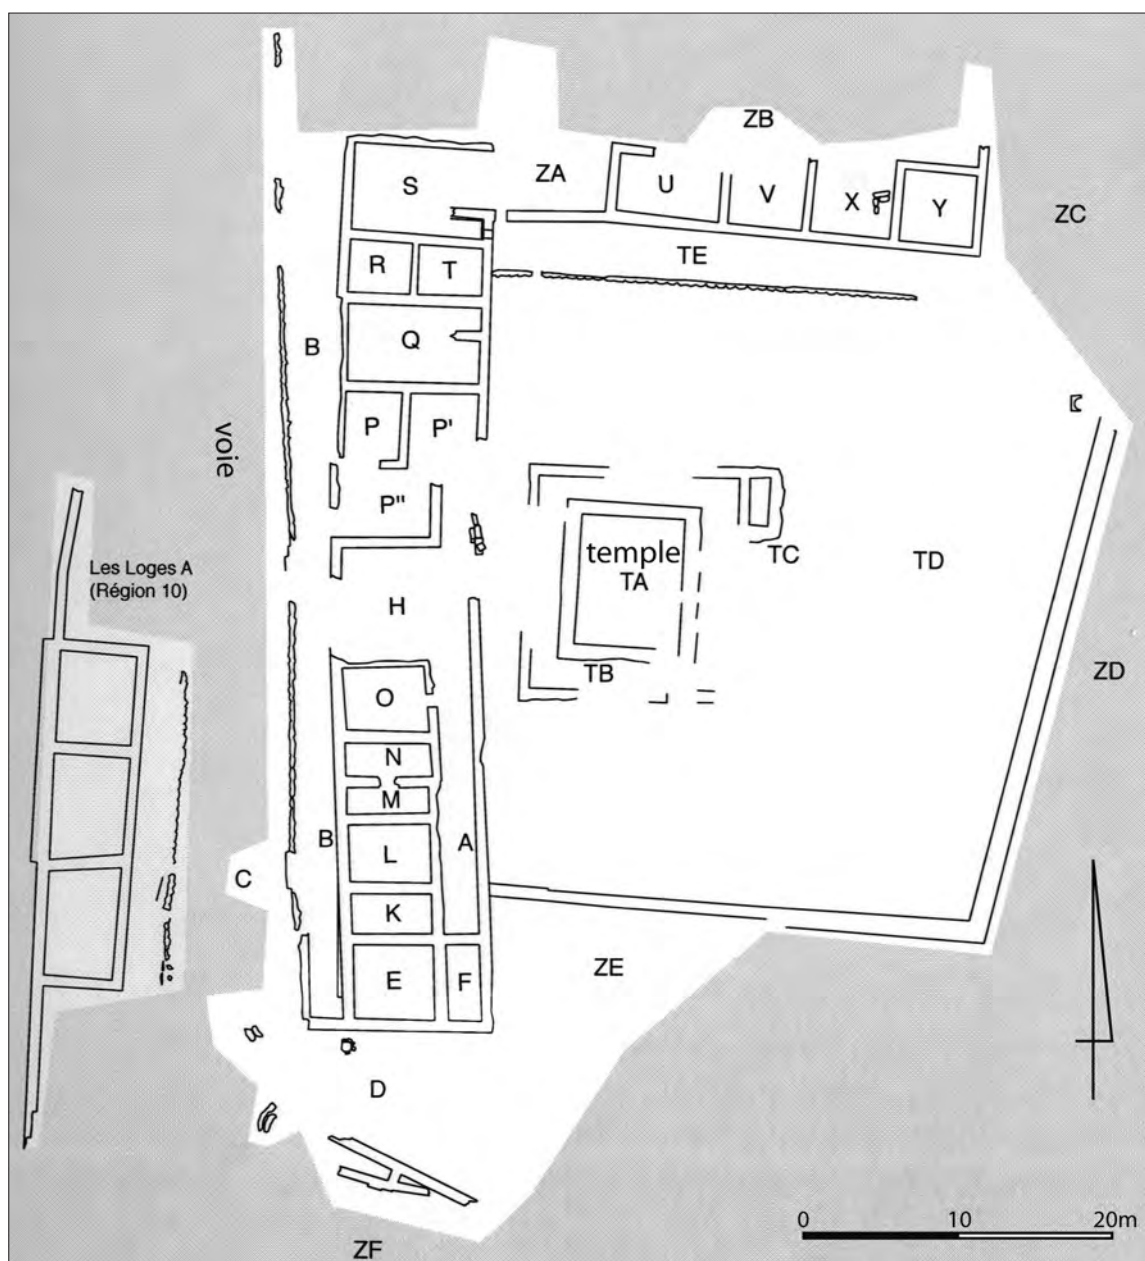 ZB
S
ZA
U
V
X
Y
ZC
R
T
TE
B
Q
voie
P
P'
P"
Les Loges A
(Région 10)
temple
TA
TC
TD
H
TB
ZD
O
N
M
B
L
A
C
K
E
F
ZE
D
0
10
20m
ZF